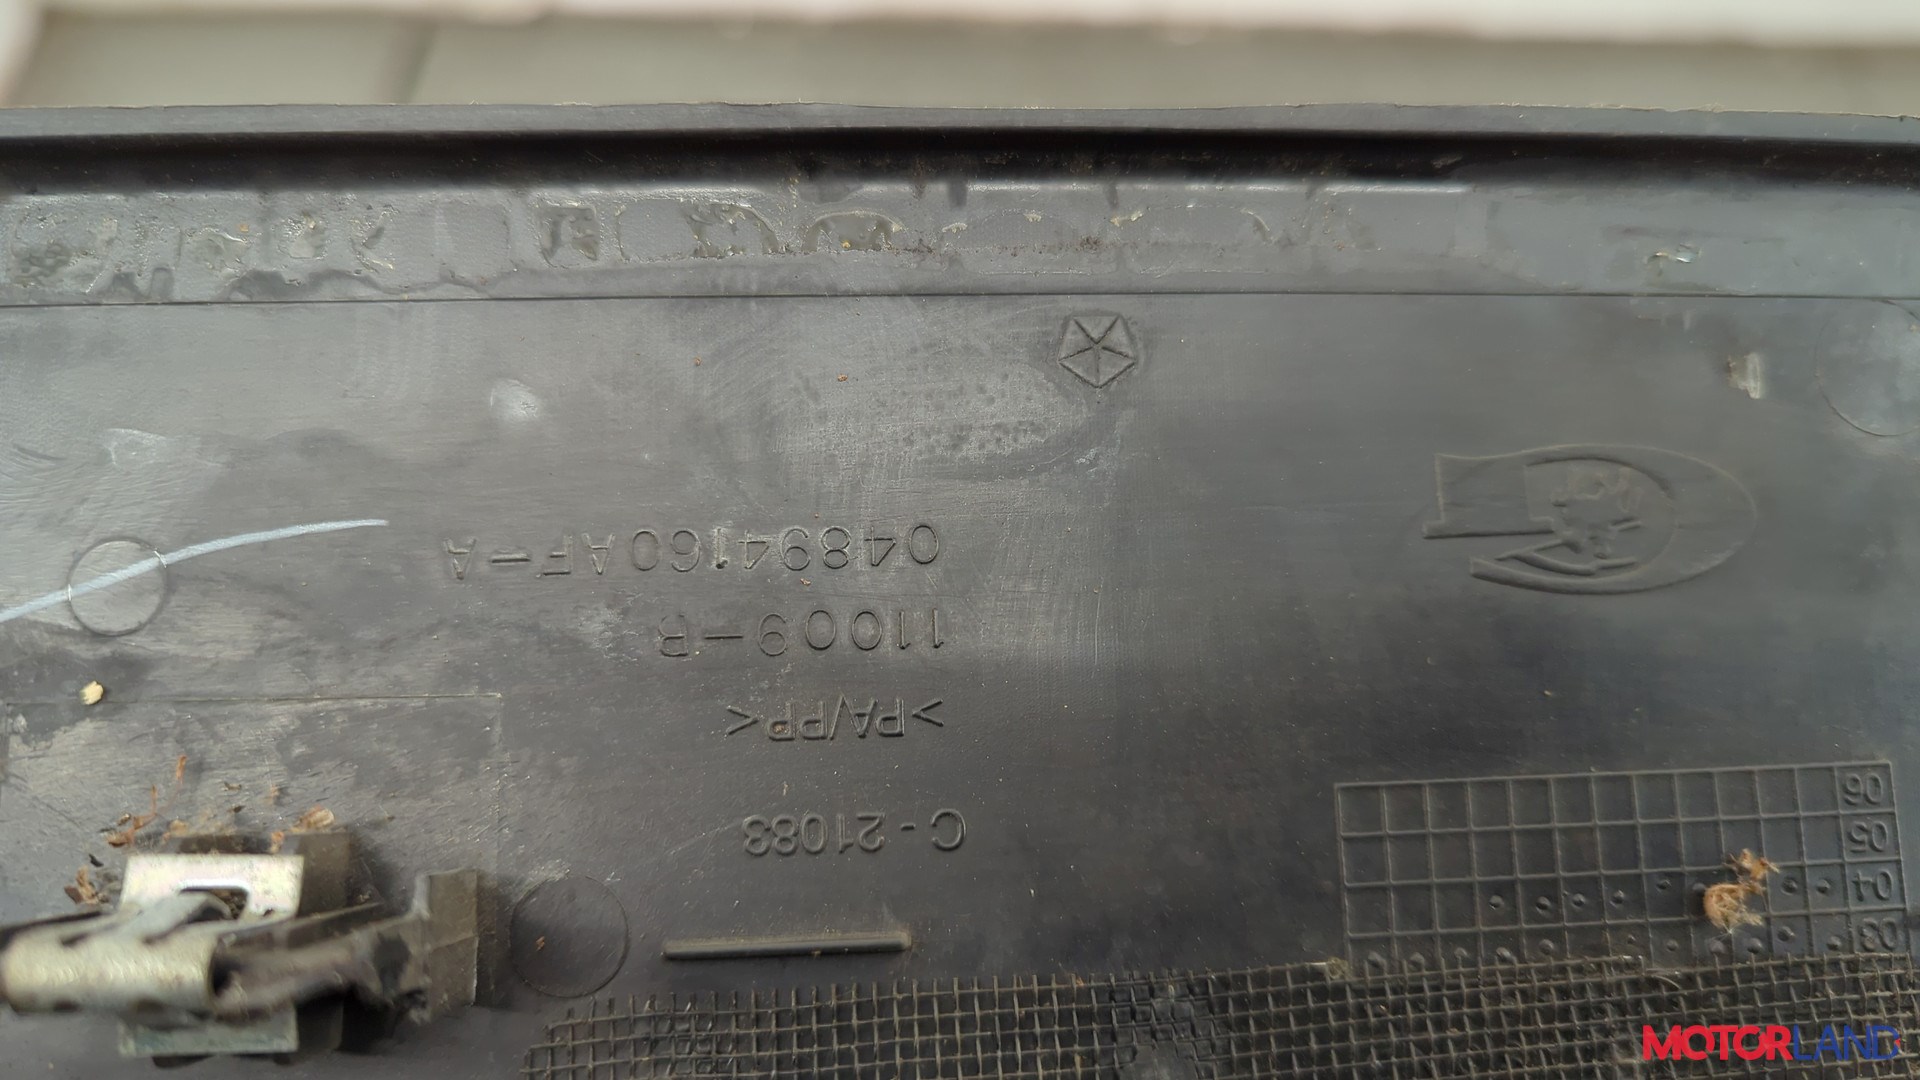 03
04
05
06
C - 21083
>PA/PP<
11009-B
04894160AF-A
MOTORLAND